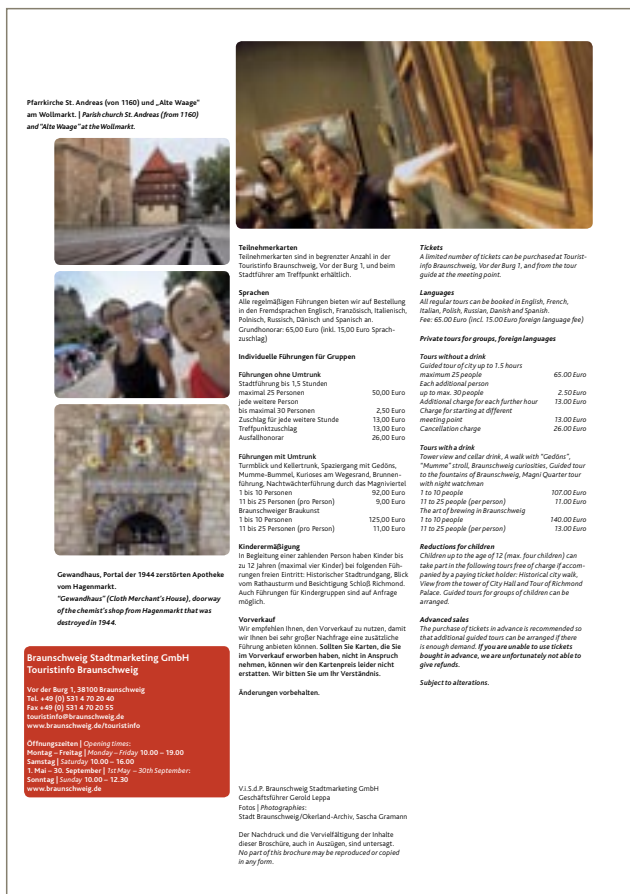 Pfarrkirche St. Andreas (von 1160) und „Alte Waage"
am Wollmarkt. | Parish church St. Andreas (from 1160)
and "Alte Waage" at the Wollmarkt.
Gewandhaus, Portal der 1944 zerstörten Apotheke
vom Hagenmarkt.
"Gewandhaus" (Cloth Merchant's House), doorway
of the chemist's shop from Hagenmarkt that was
destroyed in 1944.
Braunschweig Stadtmarketing GmbH
Touristinfo Braunschweig
Vor der Burg 1, 38100 Braunschweig
Tel. +49 (0) 531 4 70 20 40
Fax +49 (0) 531 4 70 20 55
touristinfo@braunschweig.de
www.braunschweig.de/touristinfo
Öffnungszeiten | Opening times:
Montag – Freitag | Monday – Friday 10.00 – 19.00
Samstag | Saturday 10.00 – 16.00
1. Mai – 30. September | 1st May – 30th September:
Sonntag | Sunday 10.00 – 12.30
www.braunschweig.de
Teilnehmerkarten
Teilnehmerkarten sind in begrenzter Anzahl in der
Touristinfo Braunschweig, Vor der Burg 1, und beim
Stadtführer am Treffpunkt erhältlich.
Sprachen
Alle regelmäßigen Führungen bieten wir auf Bestellung
in den Fremdsprachen Englisch, Französisch, Italienisch,
Polnisch, Russisch, Dänisch und Spanisch an.
Grundhonorar: 65,00 Euro (inkl. 15,00 Euro Sprach-
zuschlag)
Individuelle Führungen für Gruppen
Führungen ohne Umtrunk
Stadtführung bis 1,5 Stunden
maximal 25 Personen 50,00 Euro
jede weitere Person
bis maximal 30 Personen 2,50 Euro
Zuschlag für jede weitere Stunde 13,00 Euro
Treffpunktzuschlag 13,00 Euro
Ausfallhonorar 26,00 Euro
Führungen mit Umtrunk
Turmblick und Kellertrunk, Spaziergang mit Gedöns,
Mumme-Bummel, Kurioses am Wegesrand, Brunnen-
führung, Nachtwächterführung durch das Magniviertel
1 bis 10 Personen 92,00 Euro
11 bis 25 Personen (pro Person) 9,00 Euro
Braunschweiger Braukunst
1 bis 10 Personen 125,00 Euro
11 bis 25 Personen (pro Person) 11,00 Euro
Kinderermäßigung
In Begleitung einer zahlenden Person haben Kinder bis
zu 12 Jahren (maximal vier Kinder) bei folgenden Füh-
rungen freien Eintritt: Historischer Stadtrundgang, Blick
vom Rathausturm und Besichtigung Schloß Richmond.
Auch Führungen für Kindergruppen sind auf Anfrage
möglich.
Vorverkauf
Wir empfehlen Ihnen, den Vorverkauf zu nutzen, damit
wir Ihnen bei sehr großer Nachfrage eine zusätzliche
Führung anbieten können. Sollten Sie Karten, die Sie
im Vorverkauf erworben haben, nicht in Anspruch
nehmen, können wir den Kartenpreis leider nicht
erstatten. Wir bitten Sie um Ihr Verständnis.
Änderungen vorbehalten.
V.i.S.d.P. Braunschweig Stadtmarketing GmbH
Geschäftsführer Gerold Leppa
Fotos | Photographies:
Stadt Braunschweig/Okerland-Archiv, Sascha Gramann
Der Nachdruck und die Vervielfältigung der Inhalte
dieser Broschüre, auch in Auszügen, sind untersagt.
No part of this brochure may be reproduced or copied
in any form.
Tickets
A limited number of tickets can be purchased at Tourist-
info Braunschweig, Vor der Burg 1, and from the tour
guide at the meeting point.
Languages
All regular tours can be booked in English, French,
Italian, Polish, Russian, Danish and Spanish.
Fee: 65.00 Euro (incl. 15.00 Euro foreign language fee)
Private tours for groups, foreign languages
Tours without a drink
Guided tour of city up to 1.5 hours
maximum 25 people 65.00 Euro
Each additional person
up to max. 30 people 2.50 Euro
Additional charge for each further hour 13.00 Euro
Charge for starting at different
meeting point 13.00 Euro
Cancellation charge 26.00 Euro
Tours with a drink
Tower view and cellar drink, A walk with "Gedöns",
"Mumme" stroll, Braunschweig curiosities, Guided tour
to the fountains of Braunschweig, Magni Quarter tour
with night watchman
1 to 10 people 107.00 Euro
11 to 25 people (per person) 11.00 Euro
The art of brewing in Braunschweig
1 to 10 people 140.00 Euro
11 to 25 people (per person) 13.00 Euro
Reductions for children
Children up to the age of 12 (max. four children) can
take part in the following tours free of charge if accom-
panied by a paying ticket holder: Historical city walk,
View from the tower of City Hall and Tour of Richmond
Palace. Guided tours for groups of children can be
arranged.
Advanced sales
The purchase of tickets in advance is recommended so
that additional guided tours can be arranged if there
is enough demand. If you are unable to use tickets
bought in advance, we are unfortunately not able to
give refunds.
Subject to alterations.